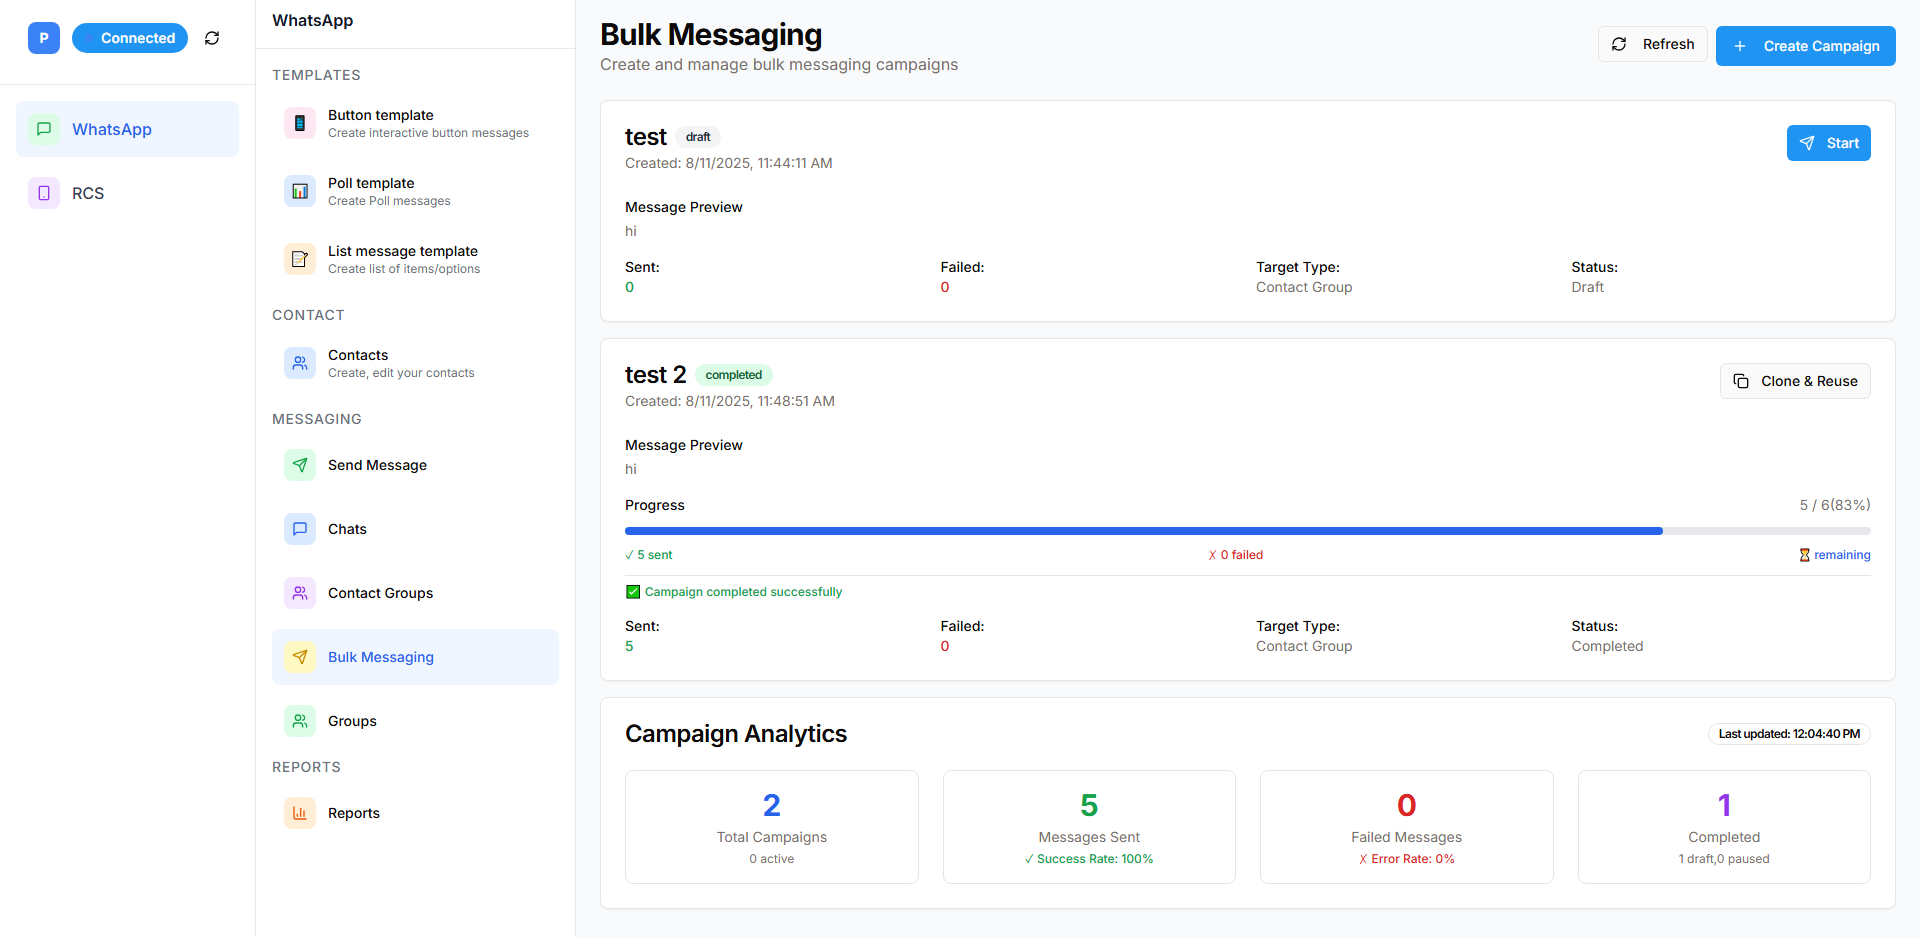 P
Connected
WhatsApp
RCS
WhatsApp
TEMPLATES
Button template
Create interactive button messages
Poll template
Create Poll messages
List message template
Create list of items/options
CONTACT
Contacts
Create, edit your contacts
MESSAGING
Send Message
Chats
Contact Groups
Bulk Messaging
Groups
REPORTS
Reports
Bulk Messaging
Create and manage bulk messaging campaigns
Refresh
+ Create Campaign
test draft
Created: 8/11/2025, 11:44:11 AM
Start
Message Preview
hi
Sent: Failed: Target Type: Status:
0 0 Contact Group Draft
test 2 completed
Created: 8/11/2025, 11:48:51 AM
Clone & Reuse
Message Preview
hi
Progress 5 / 6(83%)
✓ 5 sent ✗ 0 failed ⏳ remaining
✅ Campaign completed successfully
Sent: Failed: Target Type: Status:
5 0 Contact Group Completed
Campaign Analytics Last updated: 12:04:40 PM
2
Total Campaigns
0 active
5
Messages Sent
✓ Success Rate: 100%
0
Failed Messages
✗ Error Rate: 0%
1
Completed
1 draft,0 paused